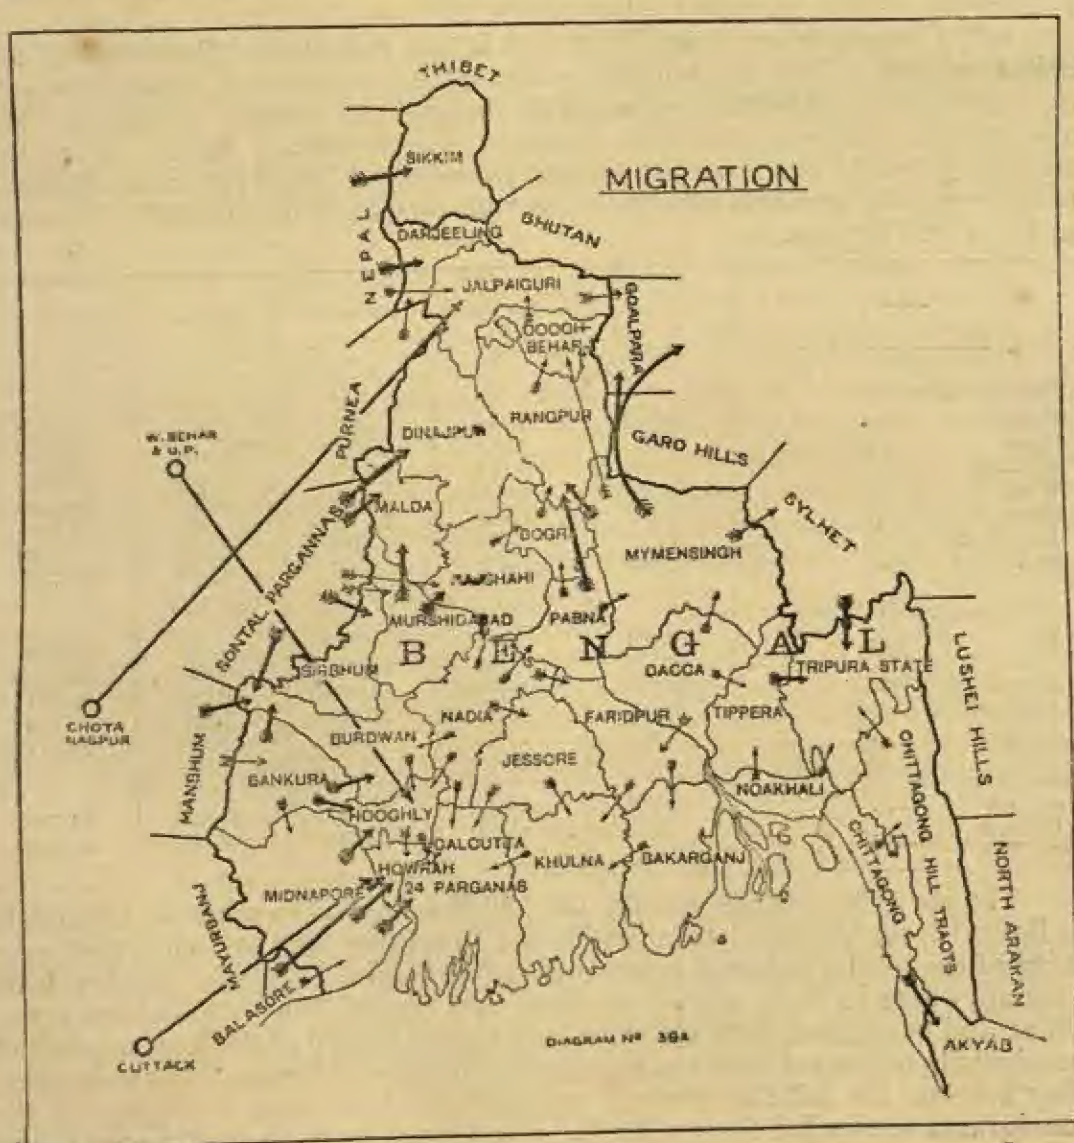 THIBET
SIKKIM
MIGRATION
NEPAL
DARJEELING
BHUTAN
JALPAIGURI
GOALPARA
COOCH
BEHAR
PURNEA
DINAJPUR
RANGPUR
W. BEHAR
& U.P.
GARO HILLS
MALDA
SYLHET
SONTAL PARGANNAS
BOGRA
MYMENSINGH
RAJSHAHI
MURSHIDABAD
PABNA
BENGAL
BIRBHUM
DACCA
TRIPURA STATE
LUSHEI HILLS
CHOTA
NAGPUR
NADIA
FARIDPUR
TIPPERA
BURDWAN
MANBHUM
BANKURA
JESSORE
NOAKHALI
CHITTAGONG HILL TRACTS
HOOGHLY
CALCUTTA
HOWRAH
KHULNA
BAKARGANJ
CHITTAGONG
MIDNAPORE
24 PARGANAS
NORTH ARAKAN
MAYURBANJ
BALASORE
CUTTACK
DIAGRAM Nº 36A
AKYAB